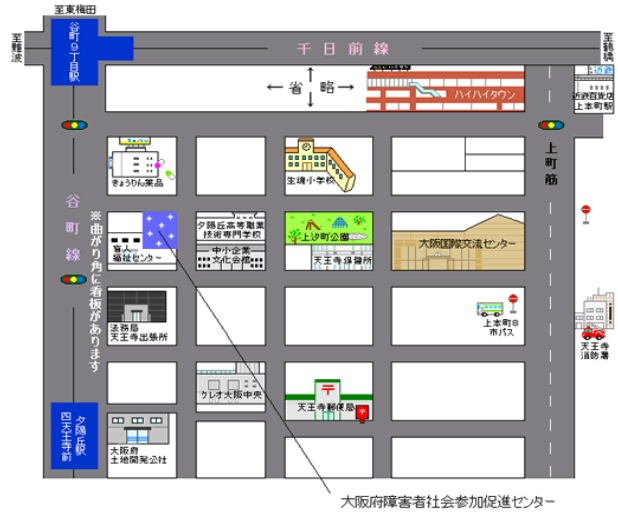 至東梅田
谷町９丁目駅
至難波
千日前線
至鶴橋
←省略→
ハイハイタウン
近鉄
近鉄百貨店
上本町駅
上町筋
きょうりん薬品
生魂小学校
谷町線
※曲がり角に看板があります
盲人
福祉センター
夕陽丘高等職業
技術専門学校
中小企業
文化会館
上汐町公園
天王寺保健所
大阪国際交流センター
法務局
天王寺出張所
上本町8
市バス
天王寺
消防署
クレオ大阪中央
天王寺郵便局
夕陽丘駅
四天王寺前
大阪府
土地開発公社
大阪府障害者社会参加促進センター